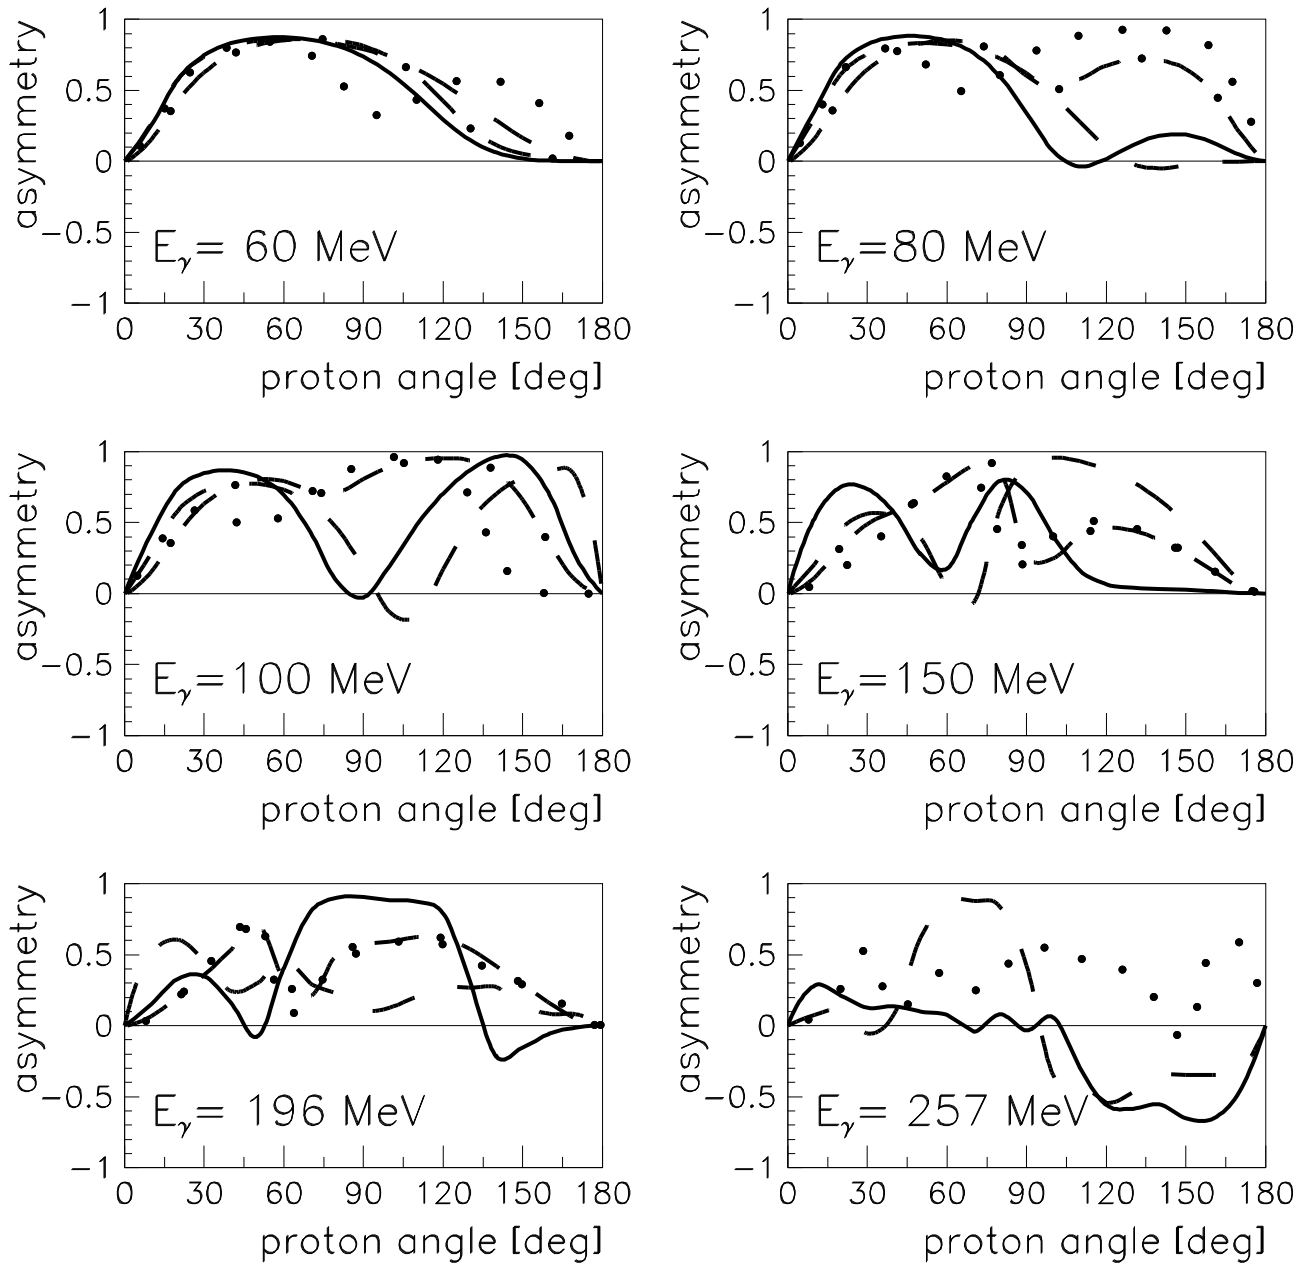 asymmetry
1
0.5
0
−0.5
−1
Eγ= 60 MeV
0 30 60 90 120 150 180
proton angle [deg]
asymmetry
1
0.5
0
−0.5
−1
Eγ=80 MeV
0 30 60 90 120 150 180
proton angle [deg]
asymmetry
1
0.5
0
−0.5
−1
Eγ=100 MeV
0 30 60 90 120 150 180
proton angle [deg]
asymmetry
1
0.5
0
−0.5
−1
Eγ=150 MeV
0 30 60 90 120 150 180
proton angle [deg]
asymmetry
1
0.5
0
−0.5
−1
Eγ= 196 MeV
0 30 60 90 120 150 180
proton angle [deg]
asymmetry
1
0.5
0
−0.5
−1
Eγ= 257 MeV
0 30 60 90 120 150 180
proton angle [deg]